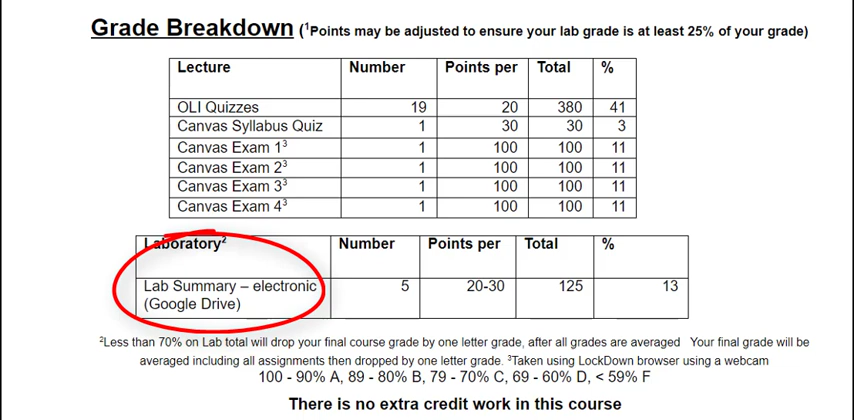 Grade Breakdown (¹Points may be adjusted to ensure your lab grade is at least 25% of your grade)
Lecture Number Points per Total %
OLI Quizzes 19 20 380 41
Canvas Syllabus Quiz 1 30 30 3
Canvas Exam 1³ 1 100 100 11
Canvas Exam 2³ 1 100 100 11
Canvas Exam 3³ 1 100 100 11
Canvas Exam 4³ 1 100 100 11
Laboratory² Number Points per Total %
Lab Summary – electronic 5 20-30 125 13
(Google Drive)
²Less than 70% on Lab total will drop your final course grade by one letter grade, after all grades are averaged Your final grade will be
averaged including all assignments then dropped by one letter grade. ³Taken using LockDown browser using a webcam
100 - 90% A, 89 - 80% B, 79 - 70% C, 69 - 60% D, < 59% F
There is no extra credit work in this course